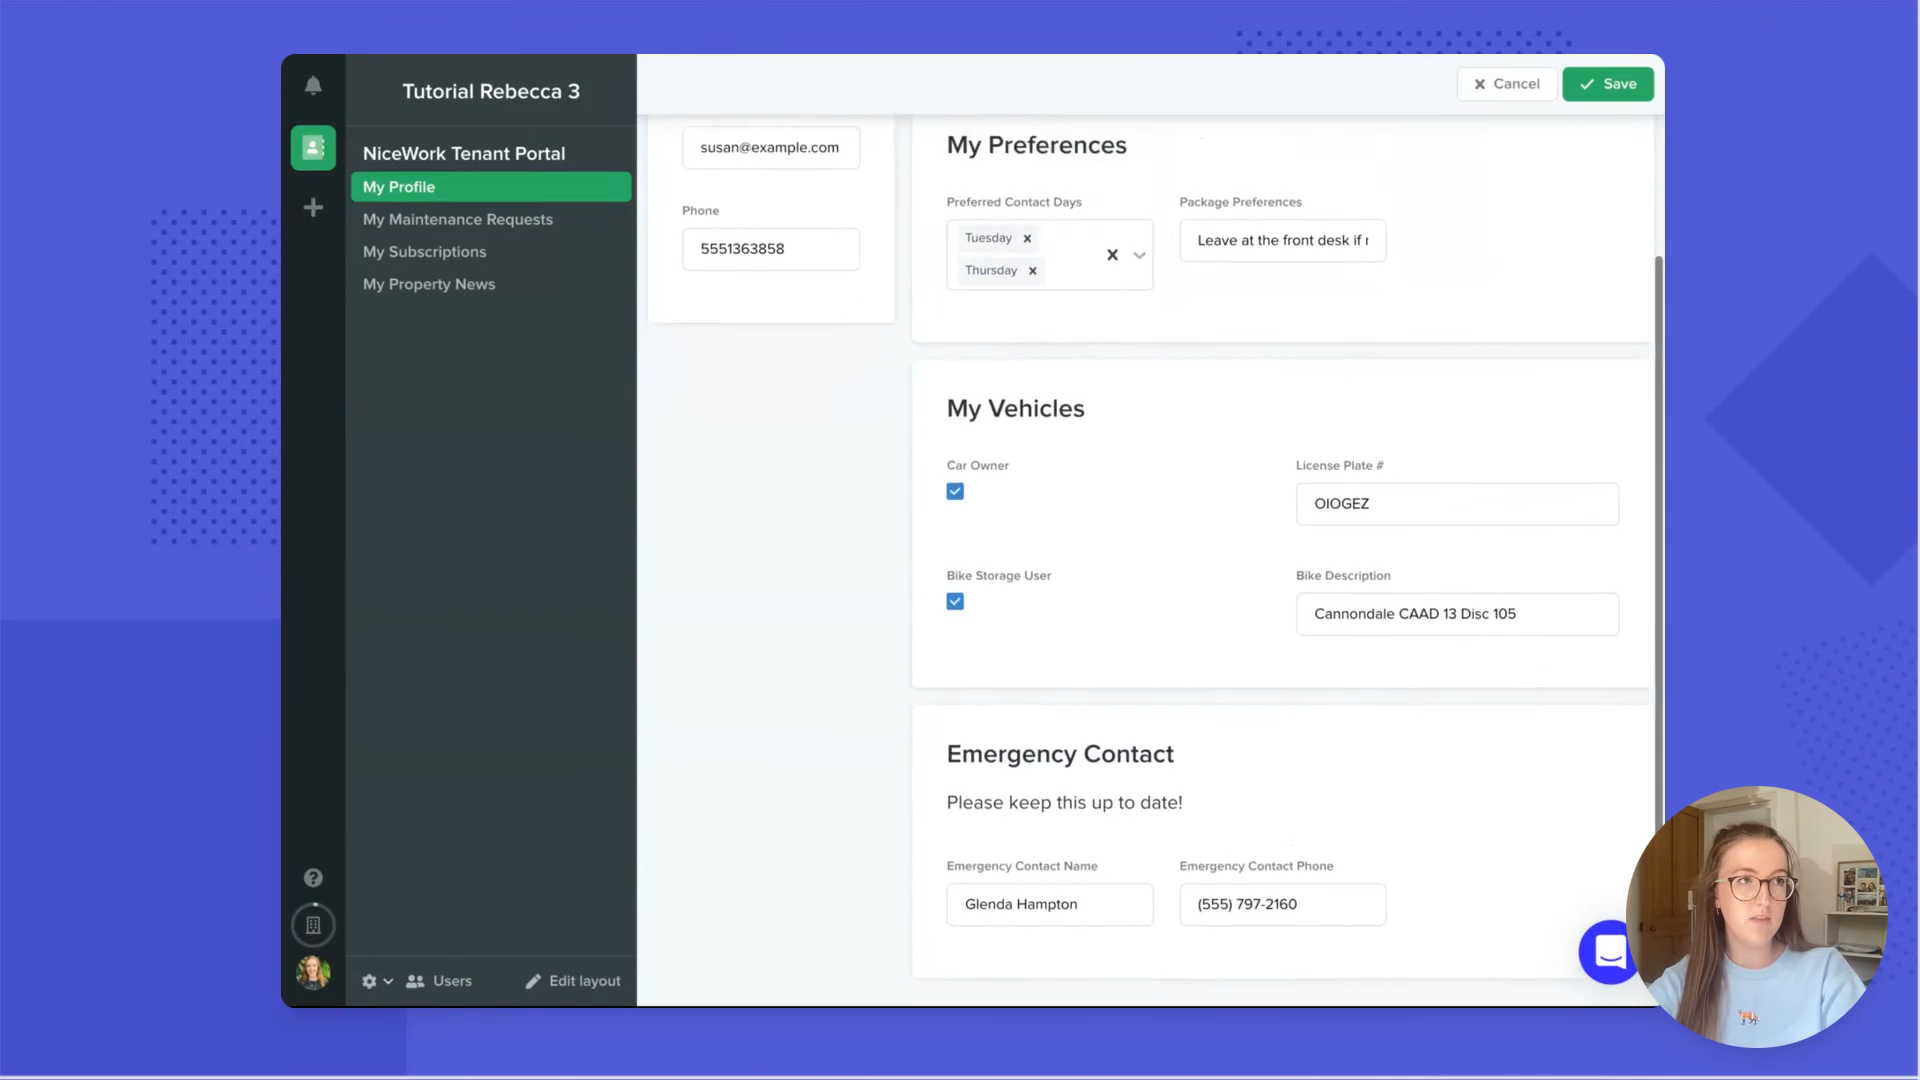 Tutorial Rebecca 3
NiceWork Tenant Portal
My Profile
My Maintenance Requests
My Subscriptions
My Property News
Users
Edit layout
Cancel
Save
susan@example.com
Phone
5551363858
My Preferences
Preferred Contact Days
Package Preferences
Tuesday
Thursday
Leave at the front desk if r
My Vehicles
Car Owner
License Plate #
OIOGEZ
Bike Storage User
Bike Description
Cannondale CAAD 13 Disc 105
Emergency Contact
Please keep this up to date!
Emergency Contact Name
Emergency Contact Phone
Glenda Hampton
(555) 797-2160